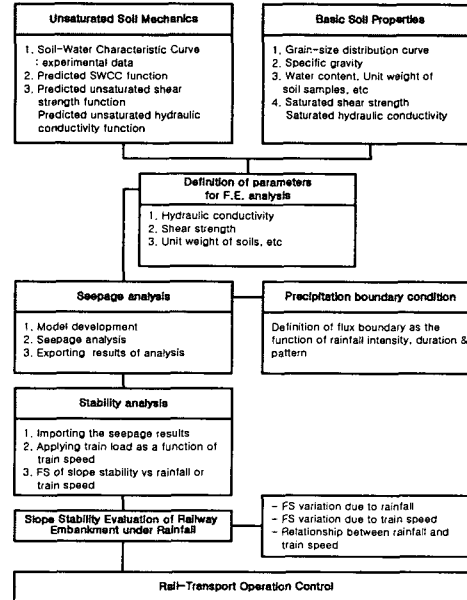 Unsaturated Soil Mechanics
1. Soil-Water Characteristic Curve
: experimental data
2. Predicted SWCC function
3. Predicted unsaturated shear
strength function
Predicted unsaturated hydraulic
conductivity function
Basic Soil Properties
1. Grain-size distribution curve
2. Specific gravity
3. Water content, Unit weight of
soil samples, etc
4. Saturated shear strength
Saturated hydraulic conductivity
Definition of parameters
for F.E. analysis
1. Hydraulic conductivity
2. Shear strength
3. Unit weight of soils, etc
Seepage analysis
1. Model development
2. Seepage analysis
3. Exporting results of analysis
Precipitation boundary condition
Definition of flux boundary as the
function of rainfall intensity, duration &
pattern
Stability analysis
1. Importing the seepage results
2. Applying train load as a function of
train speed
3. FS of slope stability vs rainfall or
train speed
Slope Stability Evaluation of Railway
Embankment under Rainfall
- FS variation due to rainfall
- FS variation due to train speed
- Relationship between rainfall and
train speed
Rail-Transport Operation Control